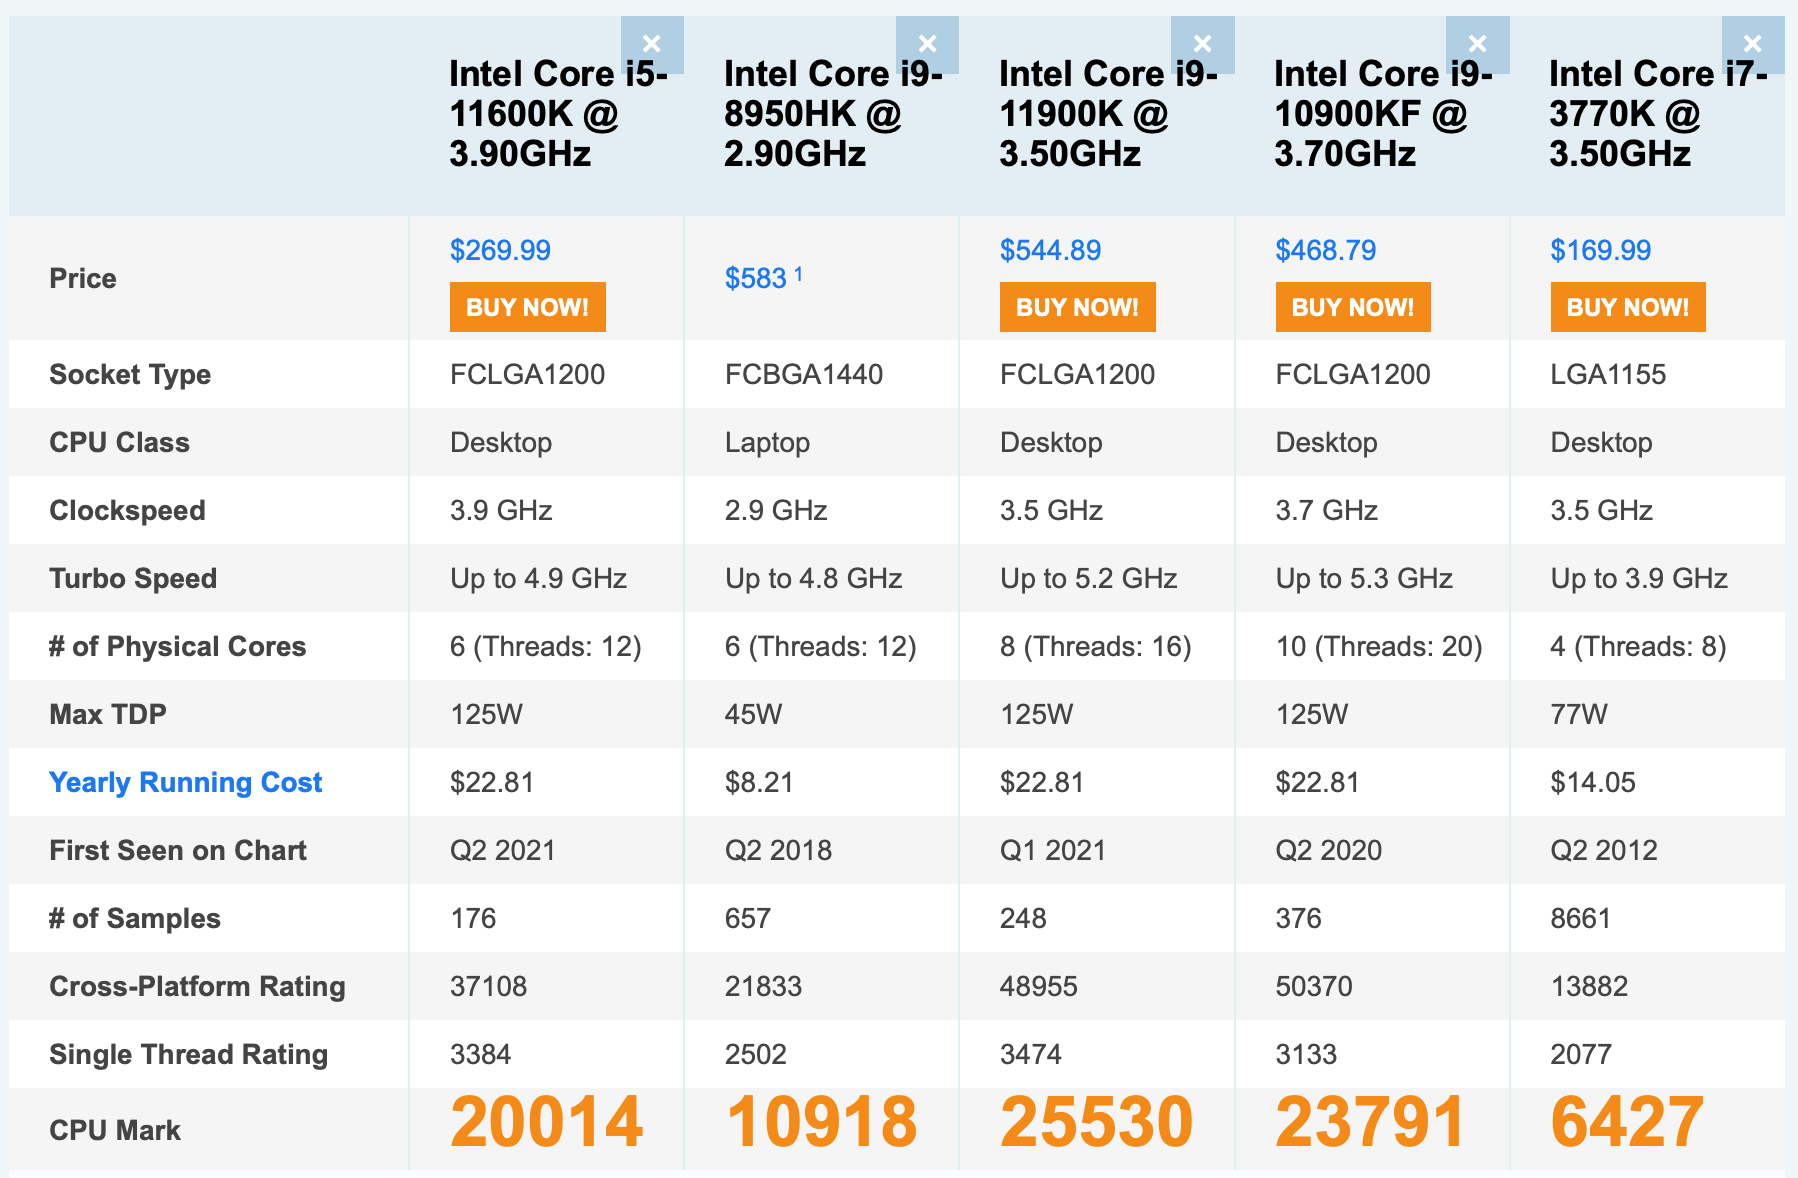 × × × × ×
Intel Core i5-11600K @ 3.90GHz Intel Core i9-8950HK @ 2.90GHz Intel Core i9-11900K @ 3.50GHz Intel Core i9-10900KF @ 3.70GHz Intel Core i7-3770K @ 3.50GHz
Price $269.99 BUY NOW! $583 1 $544.89 BUY NOW! $468.79 BUY NOW! $169.99 BUY NOW!
Socket Type FCLGA1200 FCBGA1440 FCLGA1200 FCLGA1200 LGA1155
CPU Class Desktop Laptop Desktop Desktop Desktop
Clockspeed 3.9 GHz 2.9 GHz 3.5 GHz 3.7 GHz 3.5 GHz
Turbo Speed Up to 4.9 GHz Up to 4.8 GHz Up to 5.2 GHz Up to 5.3 GHz Up to 3.9 GHz
# of Physical Cores 6 (Threads: 12) 6 (Threads: 12) 8 (Threads: 16) 10 (Threads: 20) 4 (Threads: 8)
Max TDP 125W 45W 125W 125W 77W
Yearly Running Cost $22.81 $8.21 $22.81 $22.81 $14.05
First Seen on Chart Q2 2021 Q2 2018 Q1 2021 Q2 2020 Q2 2012
# of Samples 176 657 248 376 8661
Cross-Platform Rating 37108 21833 48955 50370 13882
Single Thread Rating 3384 2502 3474 3133 2077
CPU Mark 20014 10918 25530 23791 6427